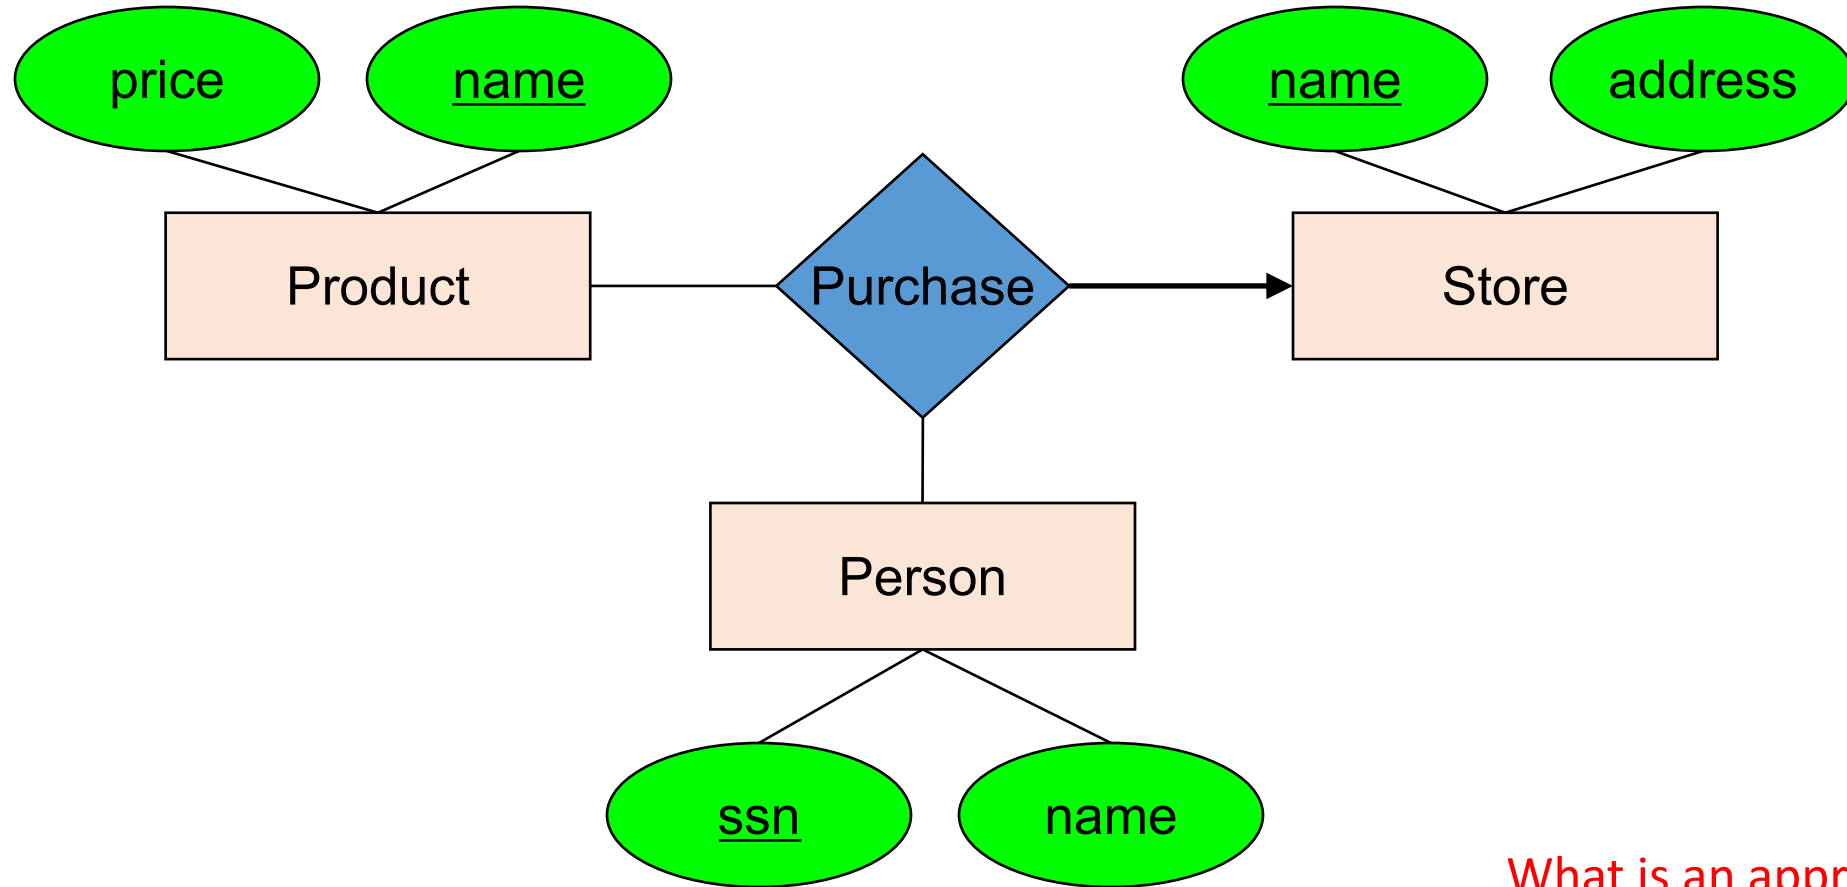 price
name
name
address
Product
Purchase
Store
Person
ssn
name
What is an appr